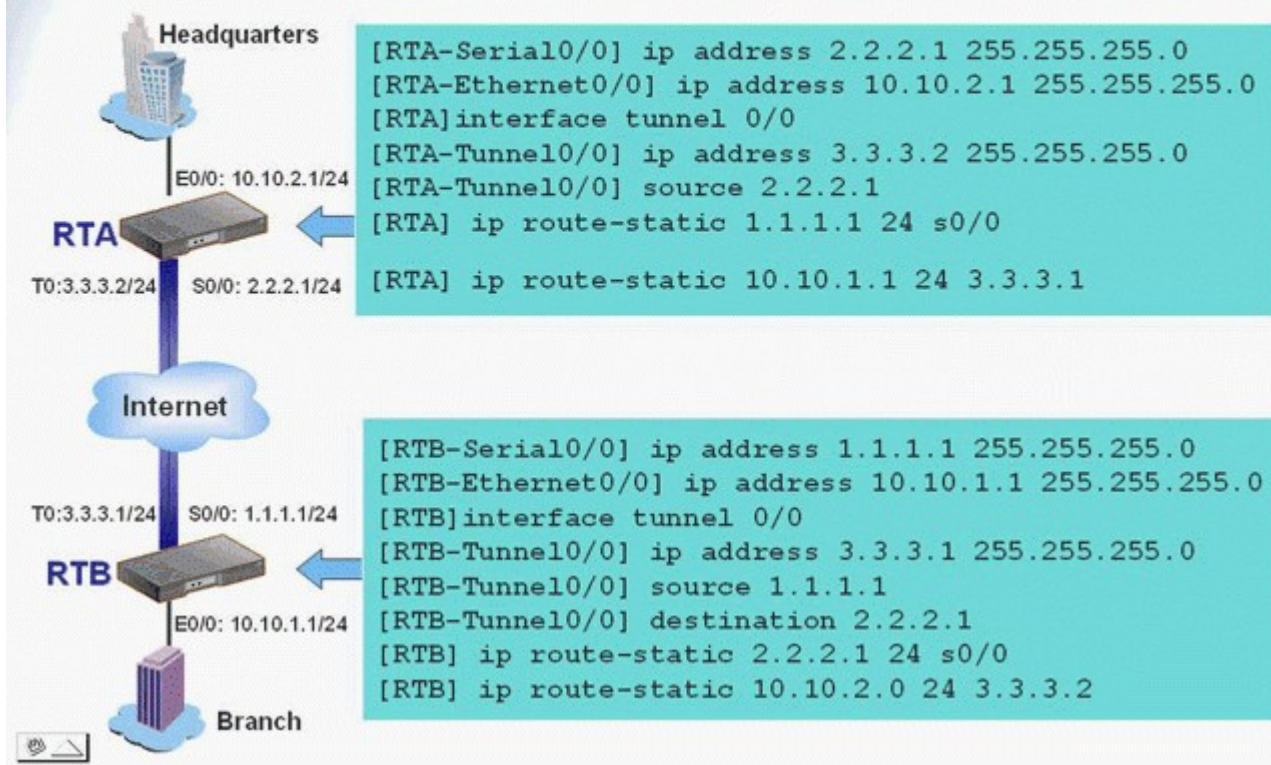 Headquarters
E0/0: 10.10.2.1/24
RTA
T0:3.3.3.2/24
S0/0: 2.2.2.1/24
[RTA-Serial0/0] ip address 2.2.2.1 255.255.255.0
[RTA-Ethernet0/0] ip address 10.10.2.1 255.255.255.0
[RTA]interface tunnel 0/0
[RTA-Tunnel0/0] ip address 3.3.3.2 255.255.255.0
[RTA-Tunnel0/0] source 2.2.2.1
[RTA] ip route-static 1.1.1.1 24 s0/0
[RTA] ip route-static 10.10.1.1 24 3.3.3.1
Internet
T0:3.3.3.1/24
S0/0: 1.1.1.1/24
RTB
E0/0: 10.10.1.1/24
Branch
[RTB-Serial0/0] ip address 1.1.1.1 255.255.255.0
[RTB-Ethernet0/0] ip address 10.10.1.1 255.255.255.0
[RTB]interface tunnel 0/0
[RTB-Tunnel0/0] ip address 3.3.3.1 255.255.255.0
[RTB-Tunnel0/0] source 1.1.1.1
[RTB-Tunnel0/0] destination 2.2.2.1
[RTB] ip route-static 2.2.2.1 24 s0/0
[RTB] ip route-static 10.10.2.0 24 3.3.3.2